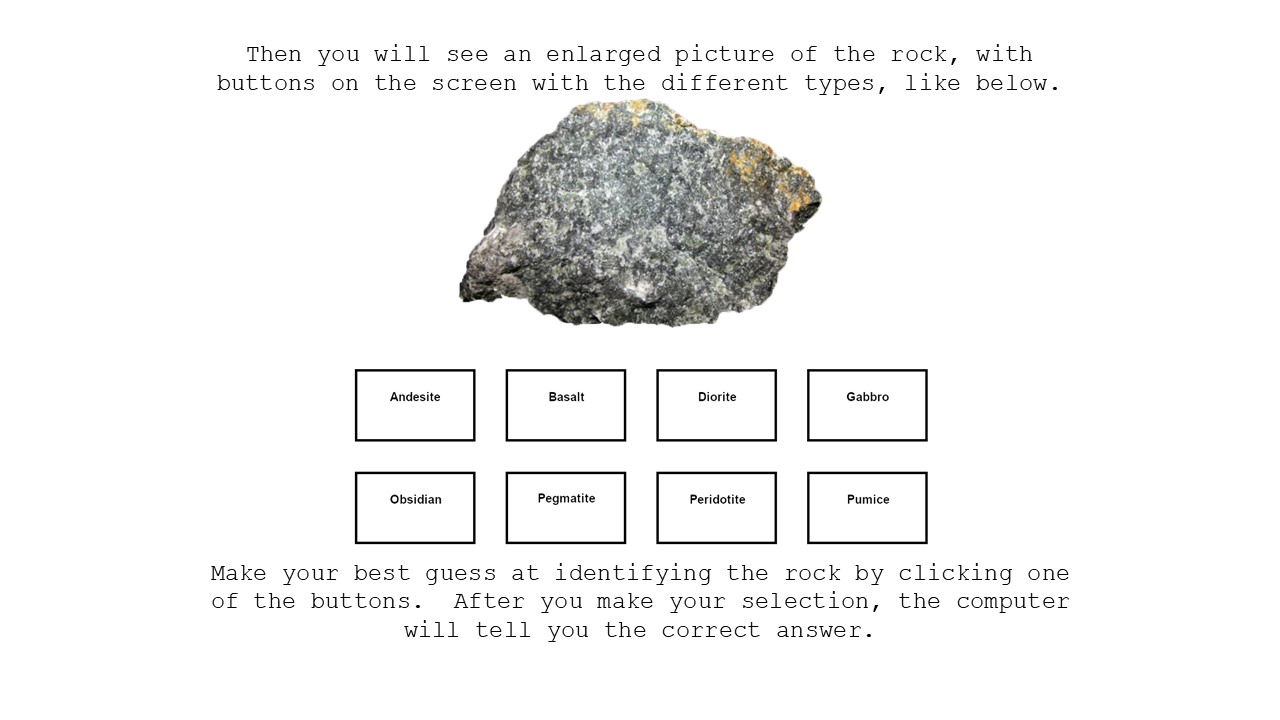 Then you will see an enlarged picture of the rock, with
buttons on the screen with the different types, like below.
Andesite Basalt Diorite Gabbro
Obsidian Pegmatite Peridotite Pumice
Make your best guess at identifying the rock by clicking one
of the buttons.  After you make your selection, the computer
will tell you the correct answer.